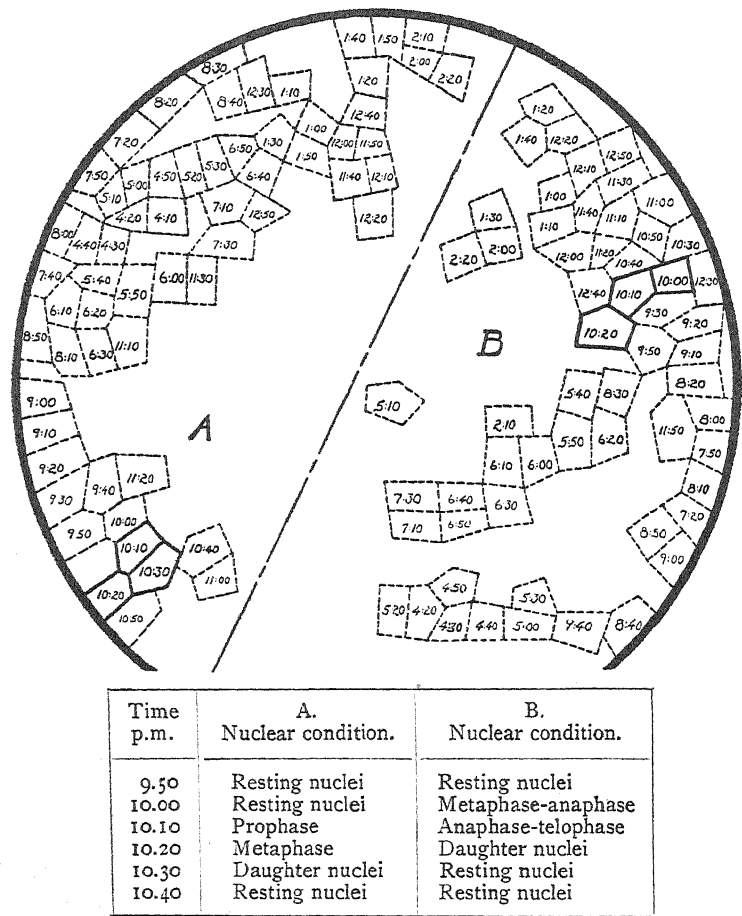 1:40 1:50 2:10
2:00 2:20
8:30
8:40 12:30 1:10 1:20
8:20 12:40
7:20 6:50 1:30 1:00 12:00 11:50
7:50 5:00 4:50 5:20 5:30 6:40 1:50 11:40 12:10
5:10 4:20 4:10 7:10 12:50 12:20
8:00 4:40 4:30 7:30
7:40 5:40 5:50 6:00 11:30
6:10 6:20
8:50 8:10 6:30 11:10
9:00
9:10
A
9:20 9:40 11:20
9:30 10:00
9:50 10:10 10:40
10:30 11:00
10:20
10:50
1:20
1:40 12:20 12:50
12:10 11:30
1:00 11:40 11:10 11:00
1:30 1:10 10:50 10:30
2:20 2:00 12:00 11:20 10:40
12:40 10:10 10:00
9:30 9:20
10:20 9:50 9:10
B
5:10
5:40 8:30 8:20
2:10 5:50 6:20 11:50 8:00
6:10 6:00 7:50
7:30 6:40 6:30 8:10
7:10 6:50 7:20
8:50 9:00
4:50 5:30
5:20 4:20 4:30 4:40 5:00 7:40 8:40
Time p.m. A. Nuclear condition. B. Nuclear condition.
9.50 Resting nuclei Resting nuclei
10.00 Resting nuclei Metaphase-anaphase
10.10 Prophase Anaphase-telophase
10.20 Metaphase Daughter nuclei
10.30 Daughter nuclei Resting nuclei
10.40 Resting nuclei Resting nuclei